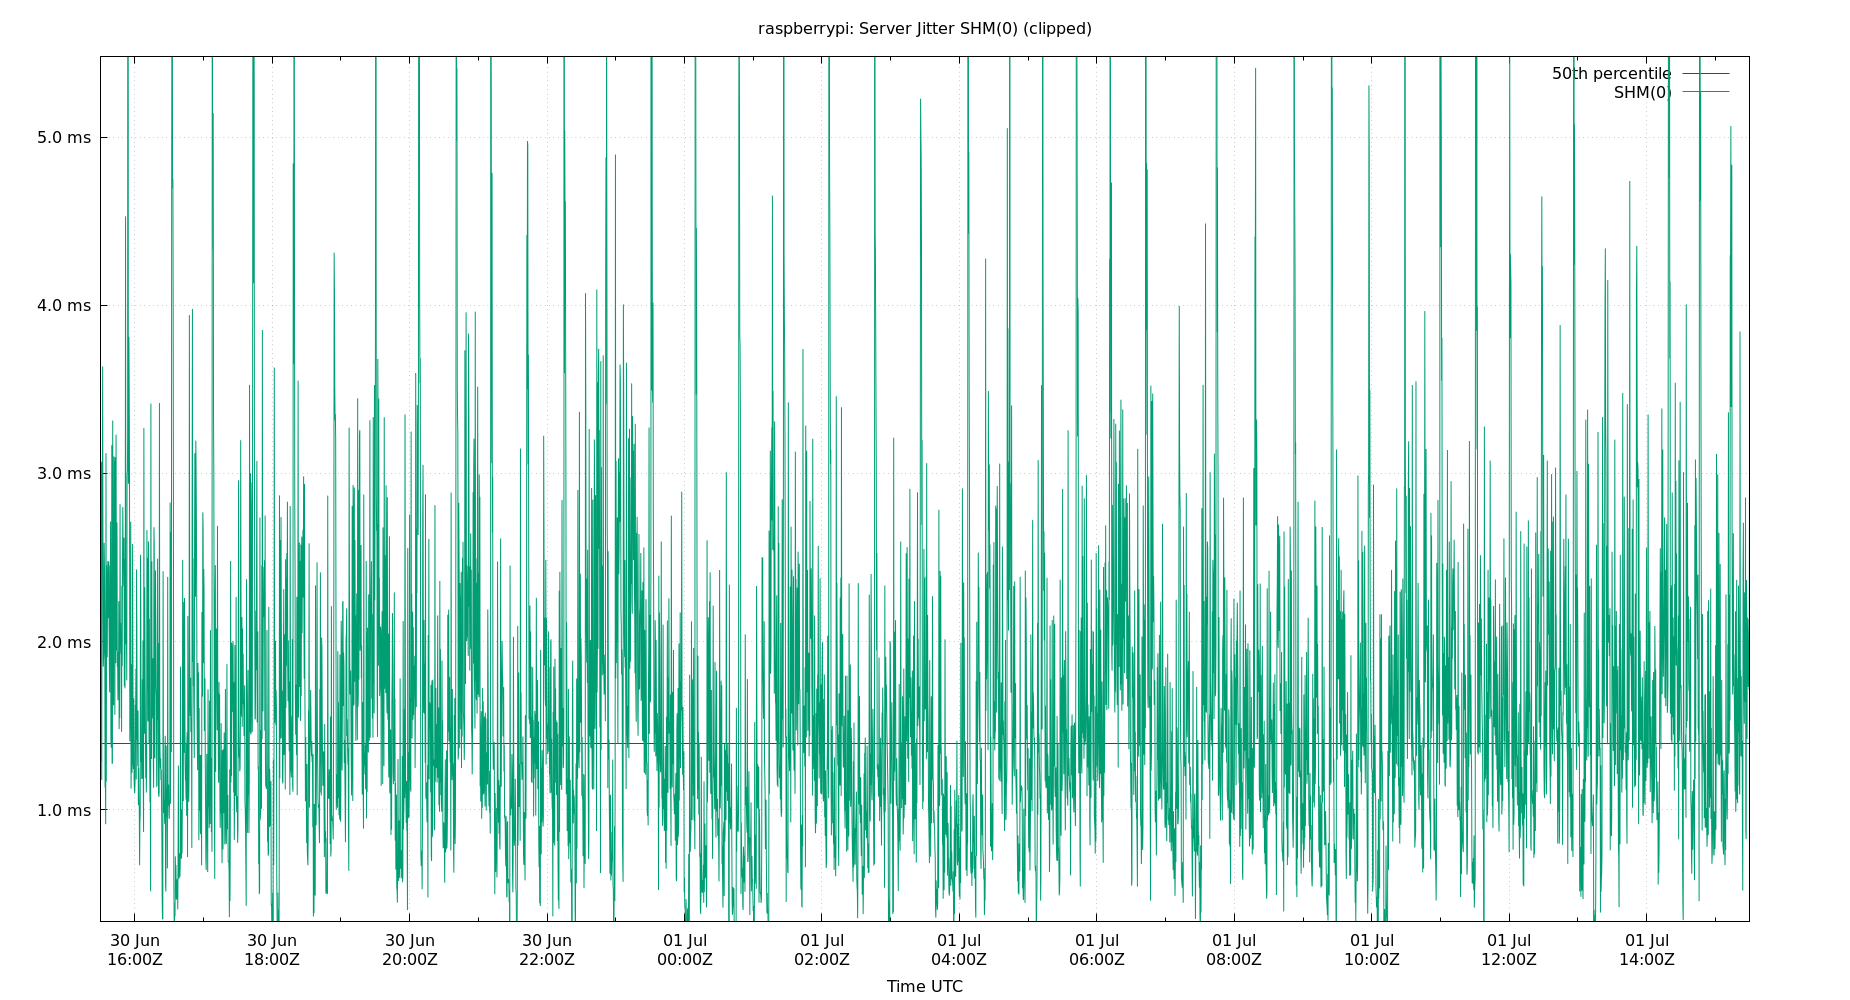 raspberrypi: Server Jitter SHM(0) (clipped)
50th percentile
SHM(0)
5.0 ms
4.0 ms
3.0 ms
2.0 ms
1.0 ms
30 Jun 30 Jun 30 Jun 30 Jun 01 Jul 01 Jul 01 Jul 01 Jul 01 Jul 01 Jul 01 Jul 01 Jul
16:00Z 18:00Z 20:00Z 22:00Z 00:00Z 02:00Z 04:00Z 06:00Z 08:00Z 10:00Z 12:00Z 14:00Z
Time UTC